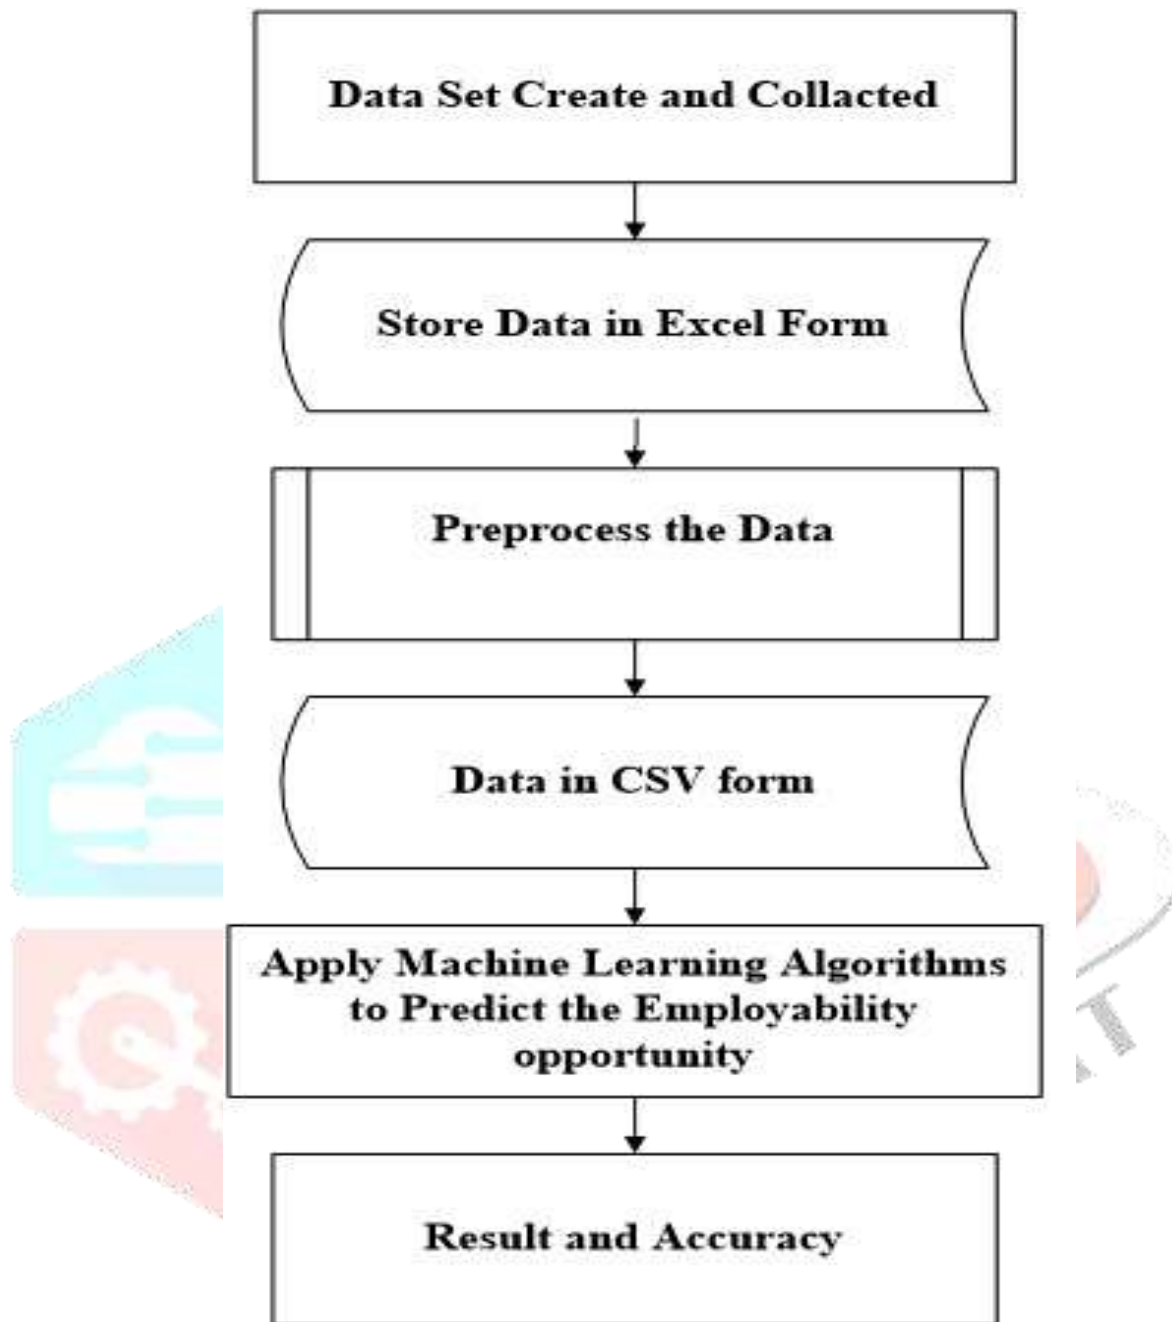 Data Set Create and Collacted
Store Data in Excel Form
Preprocess the Data
Data in CSV form
Apply Machine Learning Algorithms
to Predict the Employability
opportunity
Result and Accuracy